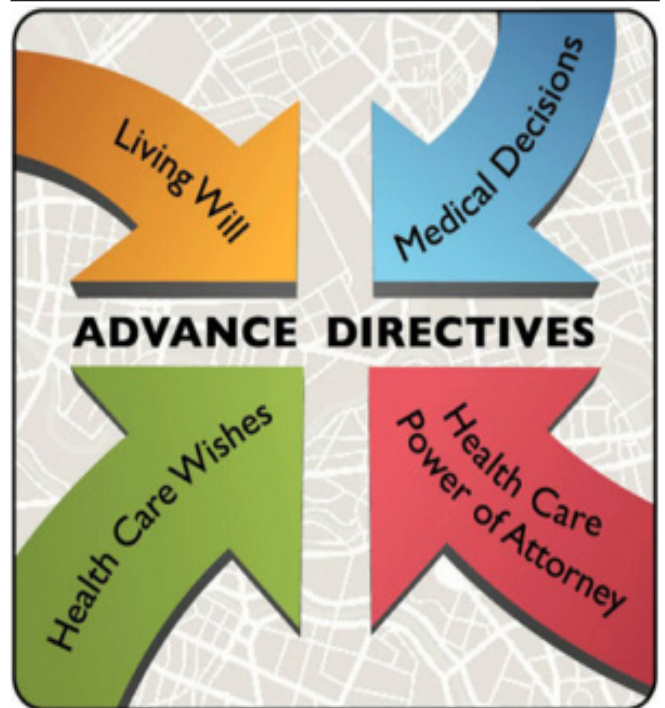 Living Will
Medical Decisions
ADVANCE DIRECTIVES
Health Care Wishes
Health Care
Power of Attorney